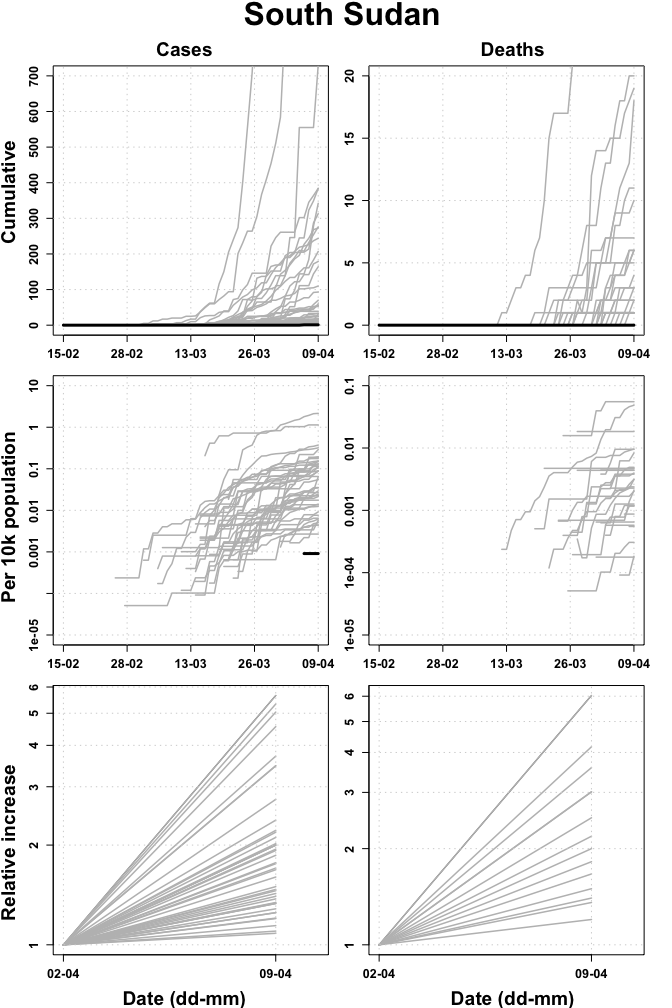 South Sudan
Cases
Deaths
Cumulative
700
600
500
400
300
200
100
0
15-02 28-02 13-03 26-03 09-04
20
15
10
5
0
15-02 28-02 13-03 26-03 09-04
Per 10k population
10
1
0.1
0.01
0.001
1e-05
15-02 28-02 13-03 26-03 09-04
0.1
0.01
0.001
1e-04
1e-05
15-02 28-02 13-03 26-03 09-04
Relative increase
6
5
4
3
2
1
02-04 09-04
Date (dd-mm)
6
5
4
3
2
1
02-04 09-04
Date (dd-mm)